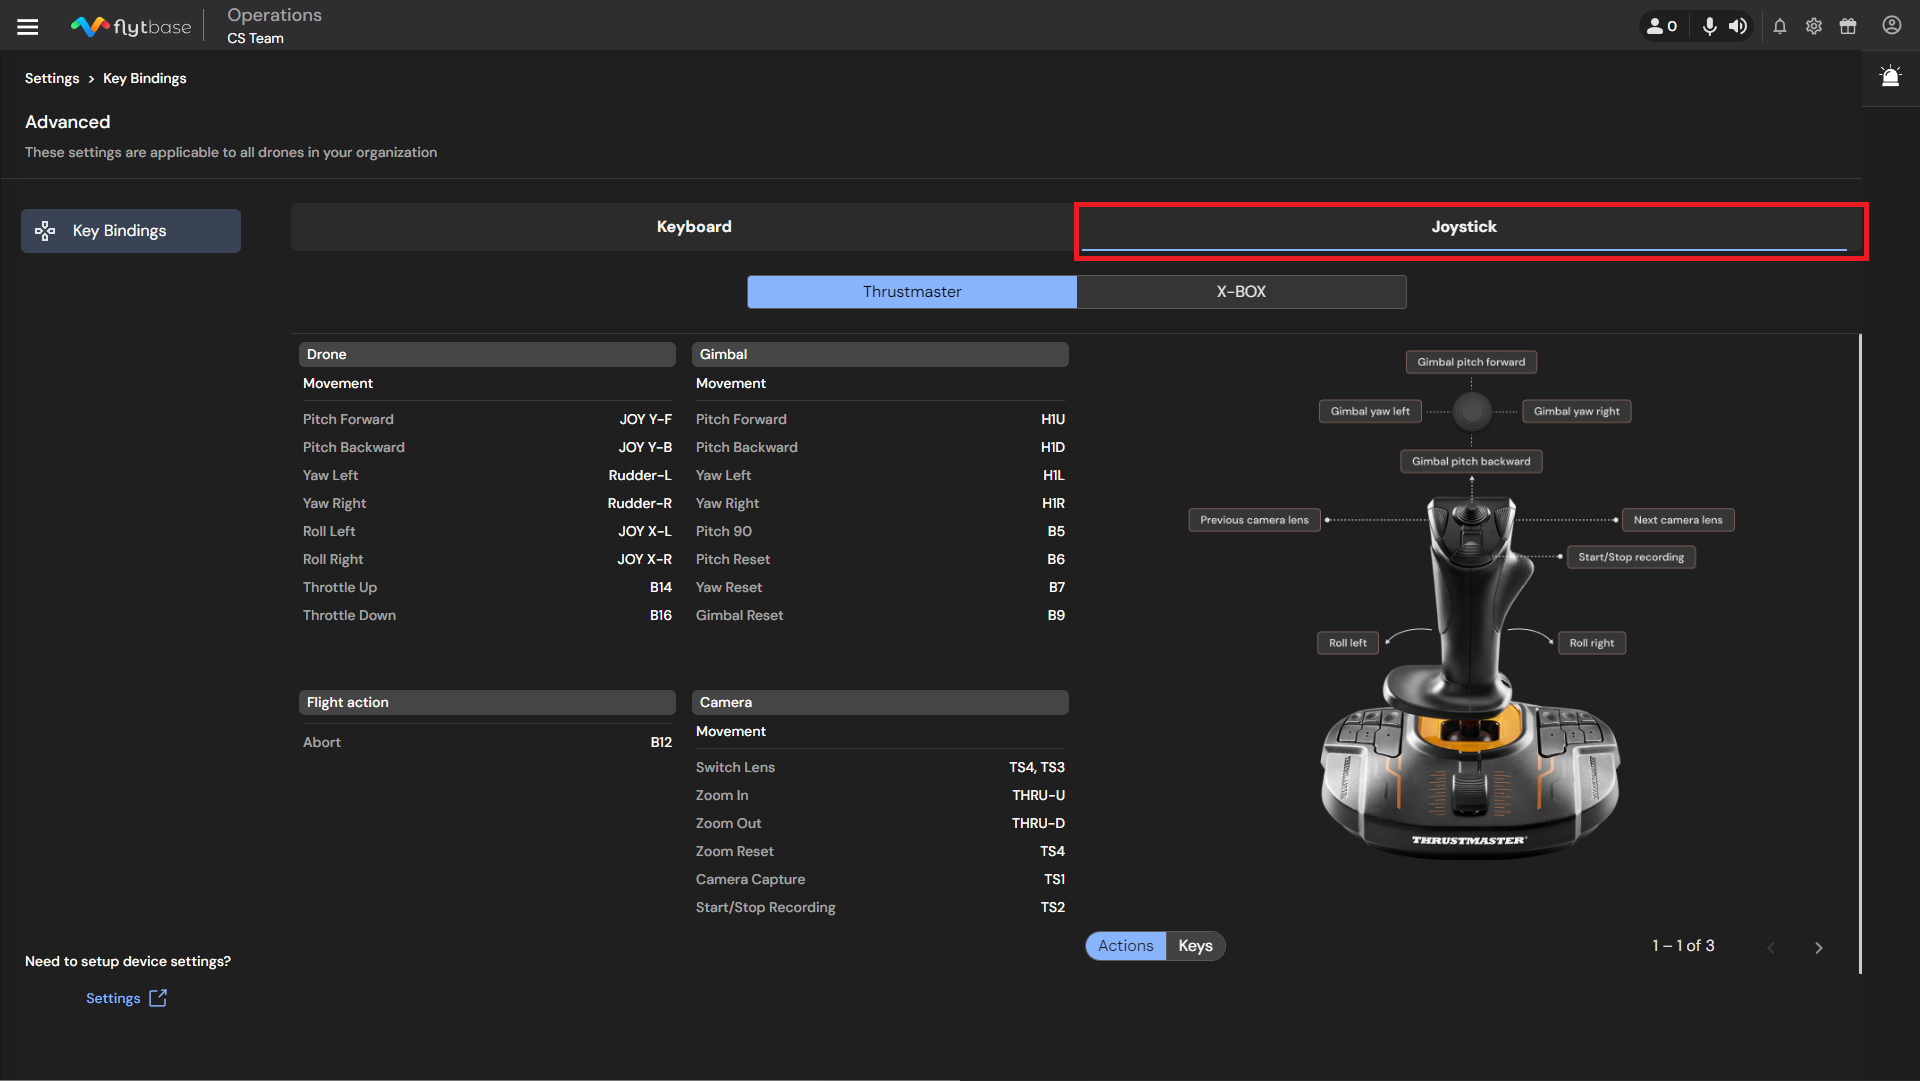 flytbase
Operations
CS Team
0
Settings > Key Bindings
Advanced
These settings are applicable to all drones in your organization
Key Bindings
Keyboard
Joystick
Thrustmaster
X-BOX
Drone
Movement
Pitch Forward JOY Y-F
Pitch Backward JOY Y-B
Yaw Left Rudder-L
Yaw Right Rudder-R
Roll Left JOY X-L
Roll Right JOY X-R
Throttle Up B14
Throttle Down B16
Gimbal
Movement
Pitch Forward H1U
Pitch Backward H1D
Yaw Left H1L
Yaw Right H1R
Pitch 90 B5
Pitch Reset B6
Yaw Reset B7
Gimbal Reset B9
Flight action
Abort B12
Camera
Movement
Switch Lens TS4, TS3
Zoom In THRU-U
Zoom Out THRU-D
Zoom Reset TS4
Camera Capture TS1
Start/Stop Recording TS2
Gimbal pitch forward
Gimbal yaw left
Gimbal yaw right
Gimbal pitch backward
Previous camera lens
Next camera lens
Start/Stop recording
Roll left
Roll right
THRUSTMASTER
Actions
Keys
1 – 1 of 3
Need to setup device settings?
Settings